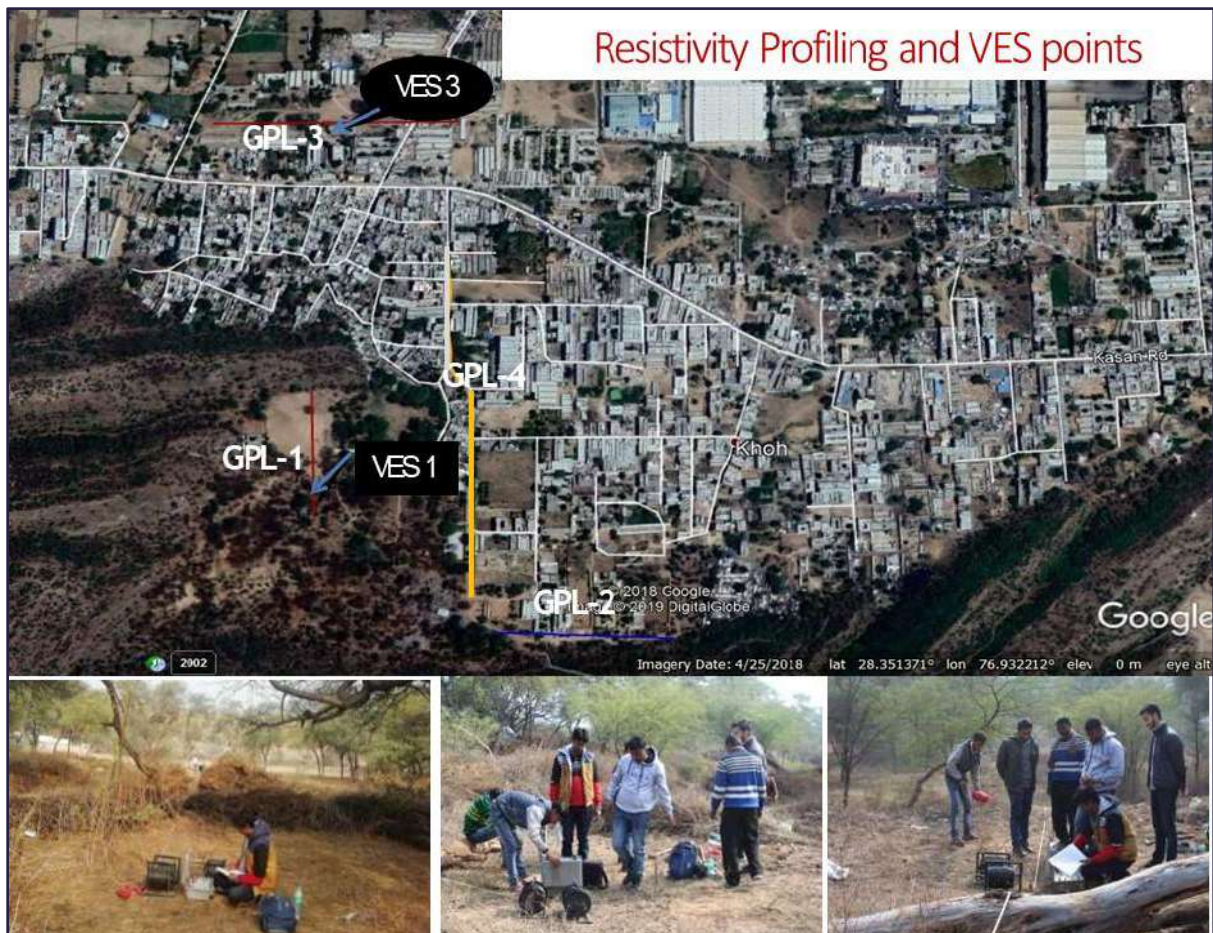 Resistivity Profiling and VES points
VES 3
GPL-3
GPL-4
Kasan Rd
GPL-1
VES 1
Khoh
© 2018 Google
© 2019 DigitalGlobe
GPL-2
Google
2002
Imagery Date: 4/25/2018 lat 28.351371° lon 76.932212° elev 0 m eye alt